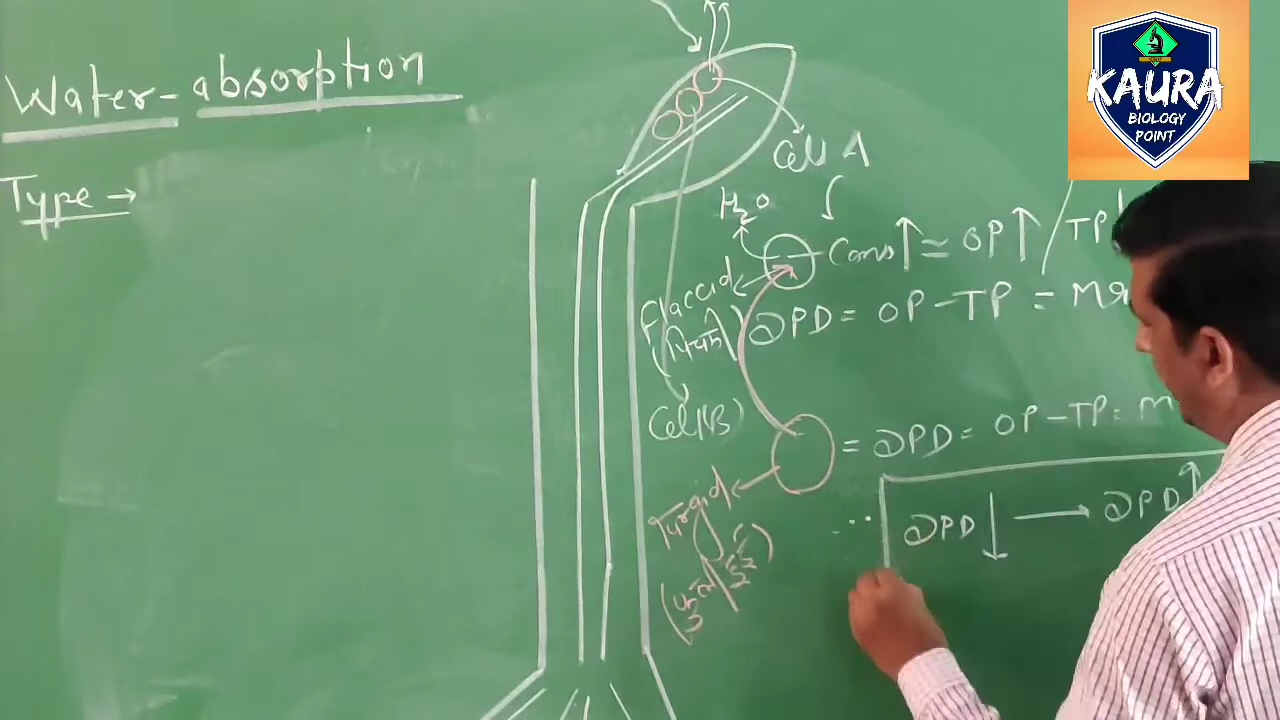 Water-absorption
Type →
KAURA
BIOLOGY
POINT
Cell A
H₂O
Conc ↑ ≃ OP ↑ / TP
Flaccid
DPD = OP - TP =
Cell (B)
= DPD = OP - TP =
Turgid
∴ DPD ↓ → DPD ↑